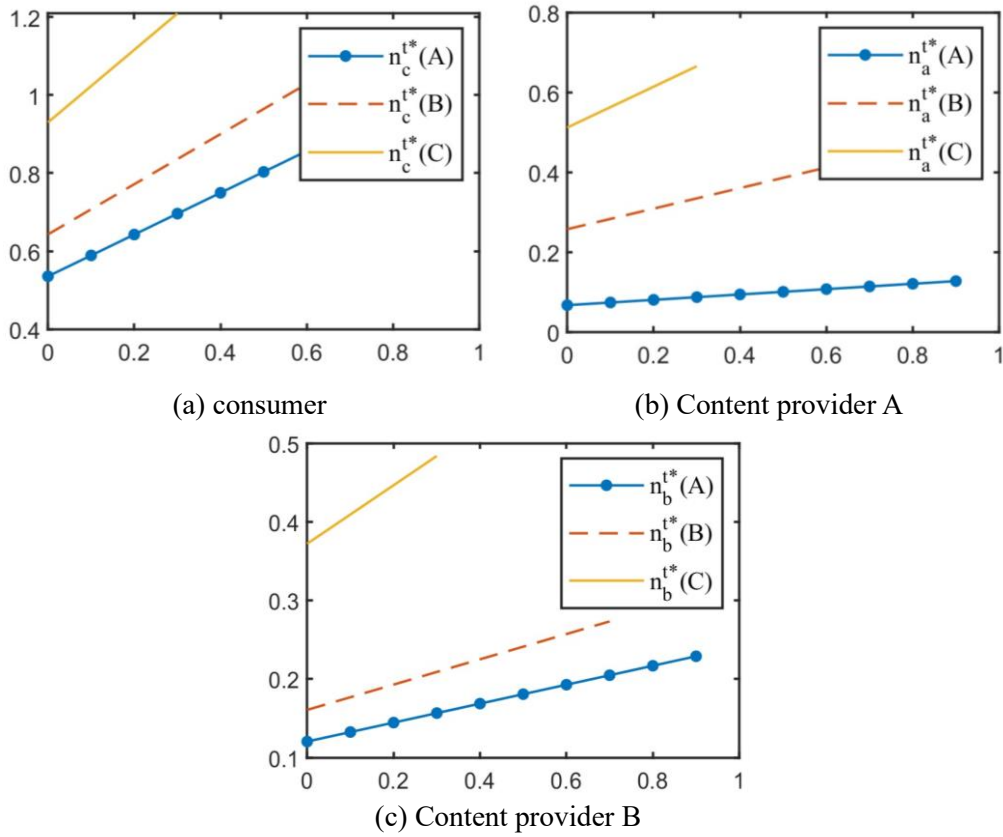 1.2
1
0.8
0.6
0.4
0
0.2
0.4
0.6
0.8
1
n_c^{t*}(A)
n_c^{t*}(B)
n_c^{t*}(C)
(a) consumer
0.8
0.6
0.4
0.2
0
0
0.2
0.4
0.6
0.8
1
n_a^{t*}(A)
n_a^{t*}(B)
n_a^{t*}(C)
(b) Content provider A
0.5
0.4
0.3
0.2
0.1
0
0.2
0.4
0.6
0.8
1
n_b^{t*}(A)
n_b^{t*}(B)
n_b^{t*}(C)
(c) Content provider B